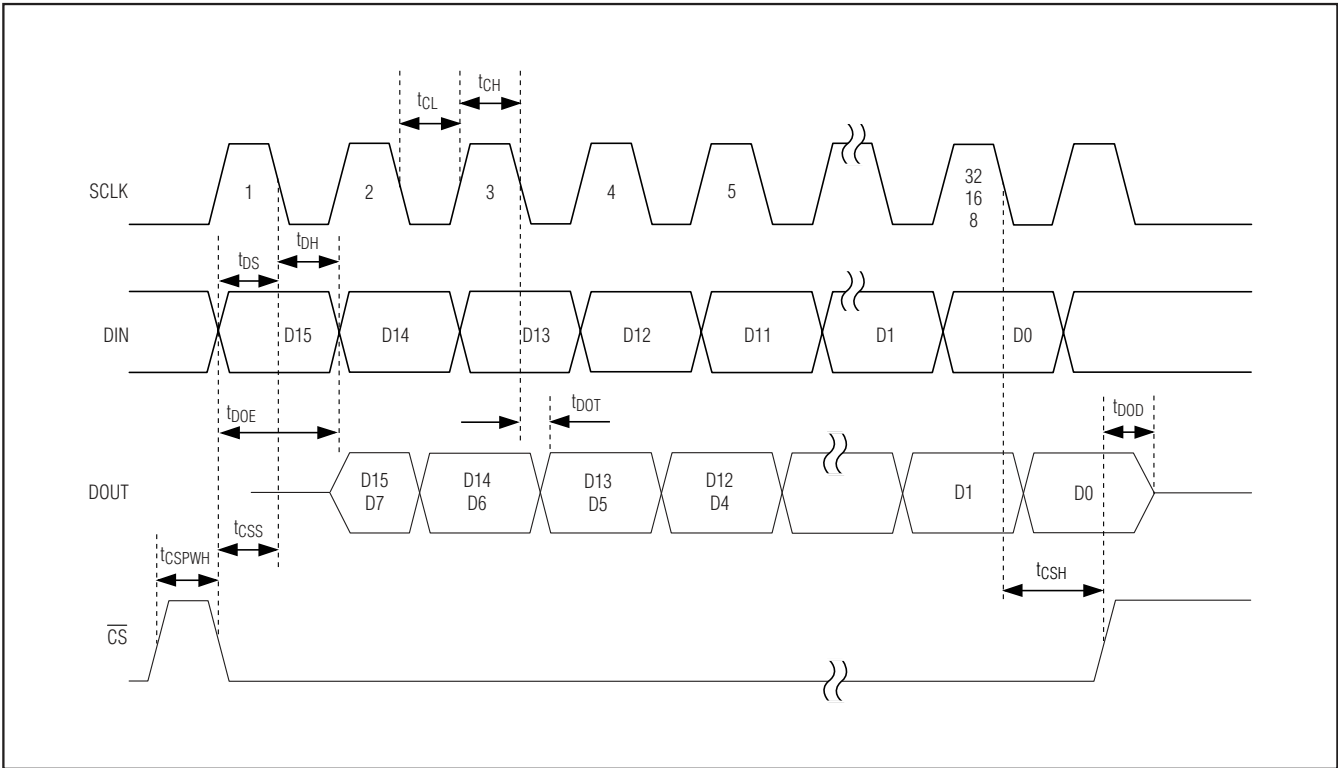 tCH
tCL
SCLK 1 2 3 4 5 32
16
8
tDH
tDS
DIN D15 D14 D13 D12 D11 D1 D0
tDOE tDOT tDOD
DOUT D15 D14 D13 D12 D1 D0
D7 D6 D5 D4
tCSS
tCSPWH
tCSH
CS